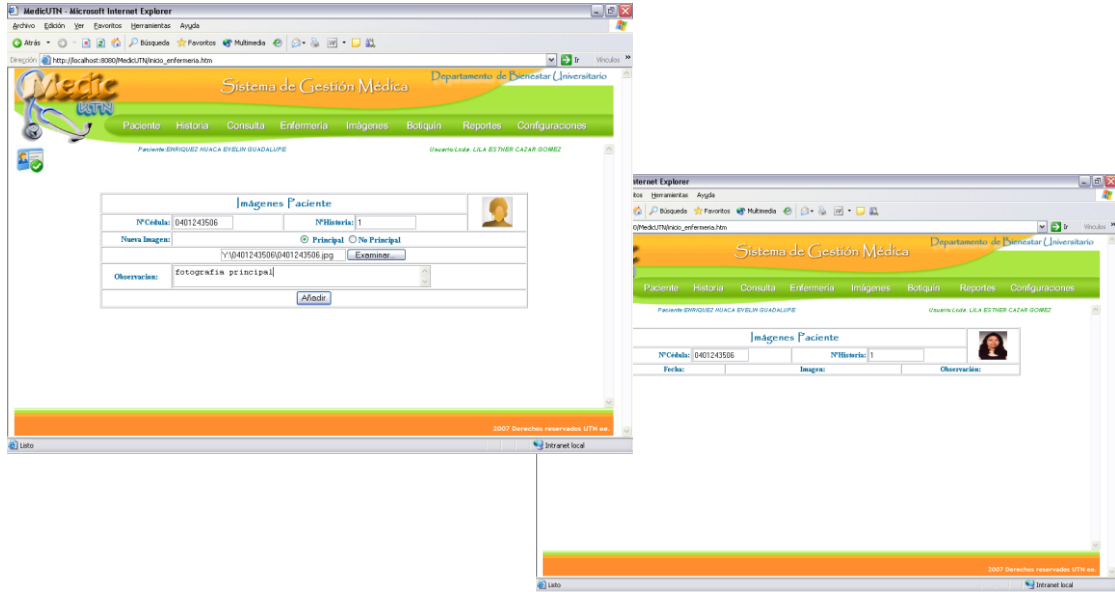 MedicUTN - Microsoft Internet Explorer
Archivo Edición Ver Favoritos Herramientas Ayuda
Atrás Búsqueda Favoritos Multimedia
Dirección http://localhost:8080/MedicUTN/inicio_enfermeria.htm Ir Vínculos »
Medic UTN
Sistema de Gestión Médica
Departamento de Bienestar Universitario
Paciente Historia Consulta Enfermería Imágenes Botiquín Reportes Configuraciones
Paciente:ENRIQUEZ HUACA EVELIN GUADALUPE Usuario:Lcda. LILA ESTHER CAZAR GOMEZ
Imágenes Paciente
NºCédula: 0401243506 NºHistoria: 1
Nueva Imagen: Principal No Principal
Y:\0401243506\0401243506.jpg Examinar...
Observacion: fotografia principal
Añadir
2007 Derechos reservados UTN ee.
Listo Intranet local
nternet Explorer
itos Herramientas Ayuda
Búsqueda Favoritos Multimedia
0/MedicUTN/inicio_enfermeria.htm Ir Vínculos »
Sistema de Gestión Médica
Departamento de Bienestar Universitario
Paciente Historia Consulta Enfermería Imágenes Botiquín Reportes Configuraciones
Paciente:ENRIQUEZ HUACA EVELIN GUADALUPE Usuario:Lcda. LILA ESTHER CAZAR GOMEZ
Imágenes Paciente
NºCédula: 0401243506 NºHistoria: 1
Fecha: Imagen: Observación:
2007 Derechos reservados UTN ee.
Listo Intranet local